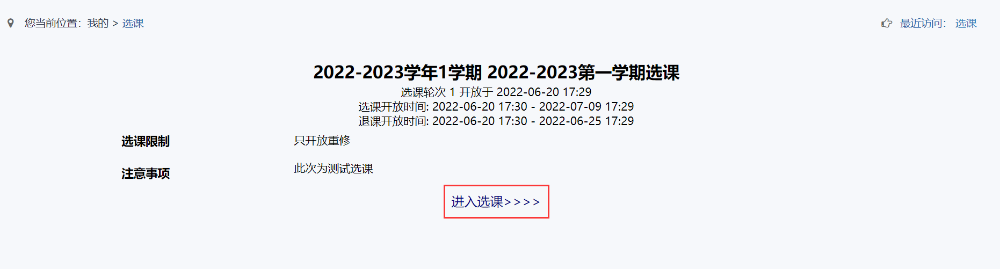 您当前位置：我的 > 选课
最近访问： 选课
2022-2023学年1学期 2022-2023第一学期选课
选课轮次 1 开放于 2022-06-20 17:29
选课开放时间: 2022-06-20 17:30 - 2022-07-09 17:29
退课开放时间: 2022-06-20 17:30 - 2022-06-25 17:29
选课限制 只开放重修
注意事项 此次为测试选课
进入选课>>>>